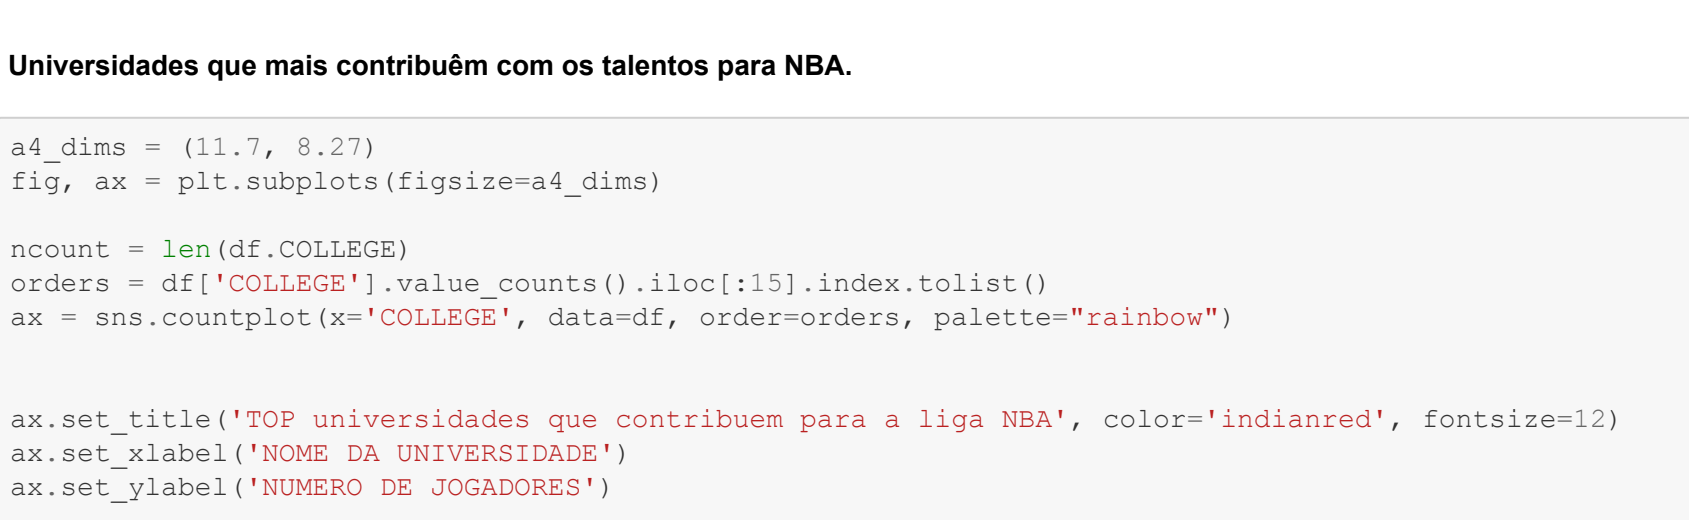 Universidades que mais contribuêm com os talentos para NBA.
a4_dims = (11.7, 8.27)
fig, ax = plt.subplots(figsize=a4_dims)
ncount = len(df.COLLEGE)
orders = df['COLLEGE'].value_counts().iloc[:15].index.tolist()
ax = sns.countplot(x='COLLEGE', data=df, order=orders, palette="rainbow")
ax.set_title('TOP universidades que contribuem para a liga NBA', color='indianred', fontsize=12)
ax.set_xlabel('NOME DA UNIVERSIDADE')
ax.set_ylabel('NUMERO DE JOGADORES')